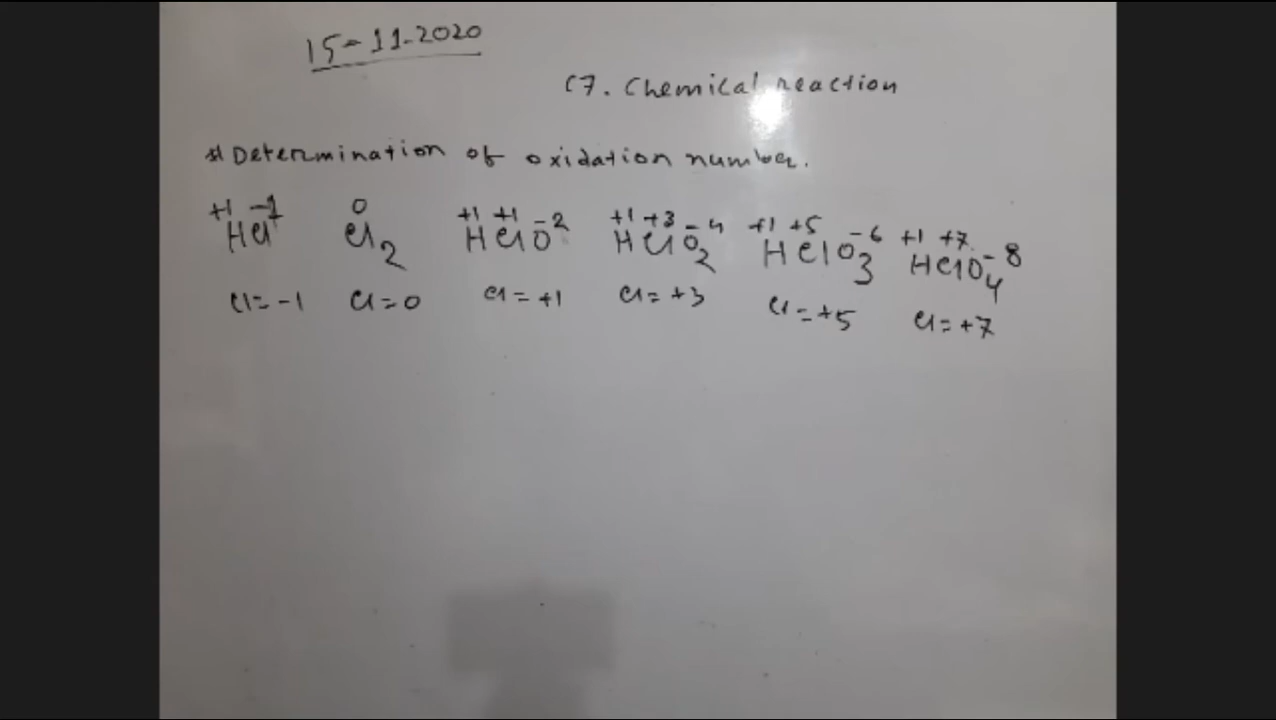 15-11-2020
C7. Chemical reaction
* Determination of oxidation number.
+1 -1 0 +1 +1 -2 +1 +3 -4 +1 +5 -6 +1 +7 -8
HCl Cl2 HClO HClO2 HClO3 HClO4
Cl=-1 Cl=0 Cl=+1 Cl=+3 Cl=+5 Cl=+7